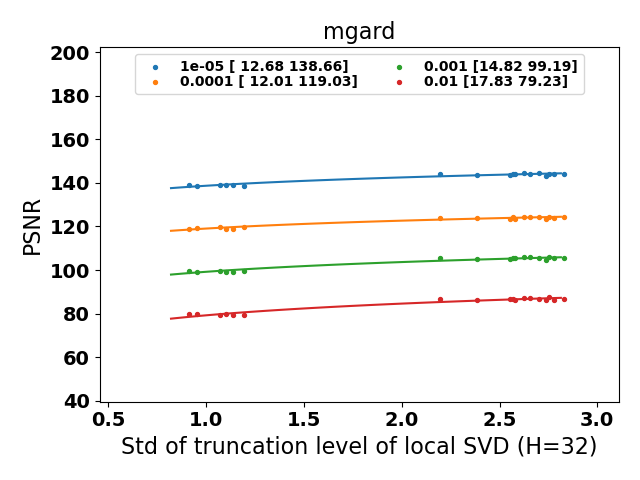 mgard
1e-05 [ 12.68 138.66]
0.0001 [ 12.01 119.03]
0.001 [14.82 99.19]
0.01 [17.83 79.23]
PSNR
200
180
160
140
120
100
80
60
40
0.5 1.0 1.5 2.0 2.5 3.0
Std of truncation level of local SVD (H=32)